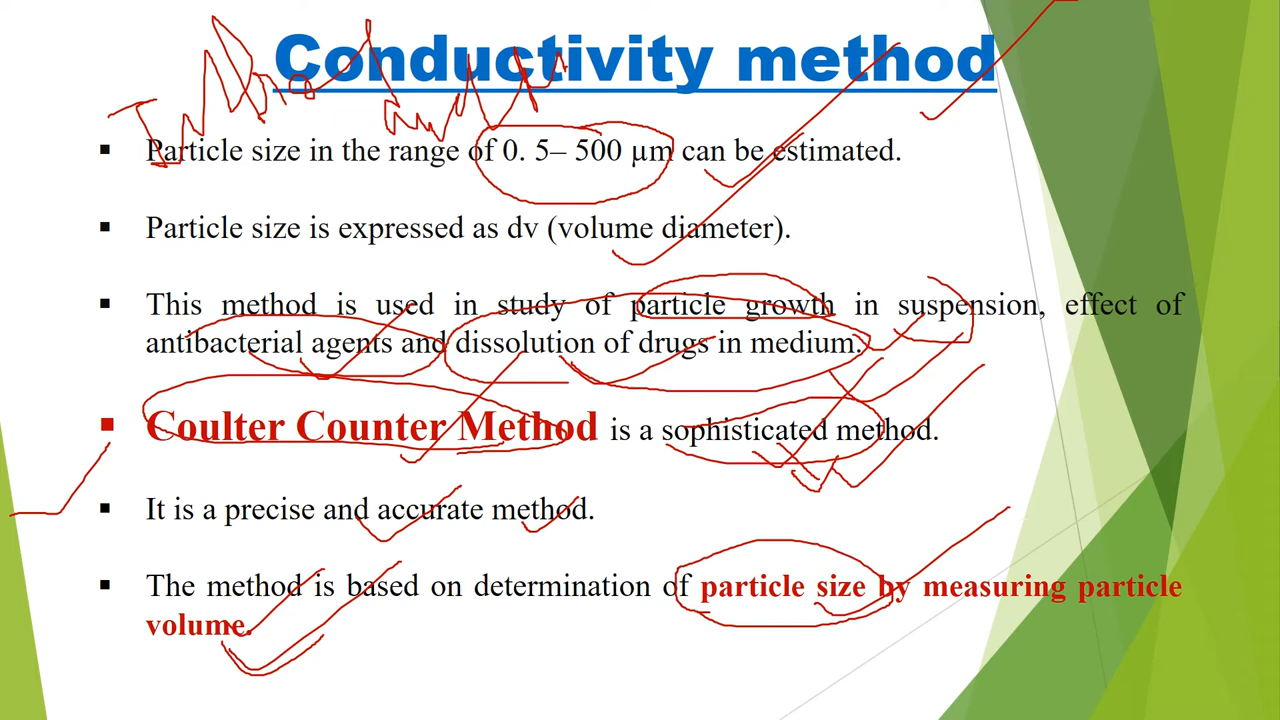 Conductivity method
▪ Particle size in the range of 0. 5– 500 µm can be estimated.
▪ Particle size is expressed as dv (volume diameter).
▪ This method is used in study of particle growth in suspension, effect of
antibacterial agents and dissolution of drugs in medium.
▪ Coulter Counter Method is a sophisticated method.
▪ It is a precise and accurate method.
▪ The method is based on determination of particle size by measuring particle
volume.